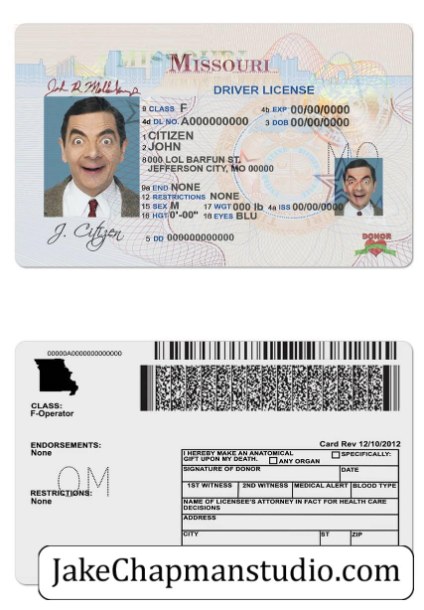 MISSOURI
DRIVER LICENSE
9 CLASS F
4b EXP 00/00/0000
4d DL NO. A000000000
3 DOB 00/00/0000
1 CITIZEN
2 JOHN
8 000 LOL BARFUN ST.
JEFFERSON CITY, MO 00000
9a END NONE
12 RESTRICTIONS NONE
15 SEX M 17 WGT 000 lb 4a ISS 00/00/0000
16 HGT 0'-00" 18 EYES BLU
J. Citizen
5 DD 000000000000
DONOR
00000A0000000000000
CLASS:
F-Operator
ENDORSEMENTS:
None
Card Rev 12/10/2012
I HEREBY MAKE AN ANATOMICAL
GIFT UPON MY DEATH.
ANY ORGAN
SPECIFICALLY:
SIGNATURE OF DONOR
DATE
1ST WITNESS
2ND WITNESS
MEDICAL ALERT
BLOOD TYPE
RESTRICTIONS:
None
NAME OF LICENSEE'S ATTORNEY IN FACT FOR HEALTH CARE
DECISIONS
ADDRESS
CITY
ST
ZIP
JakeChapmanstudio.com